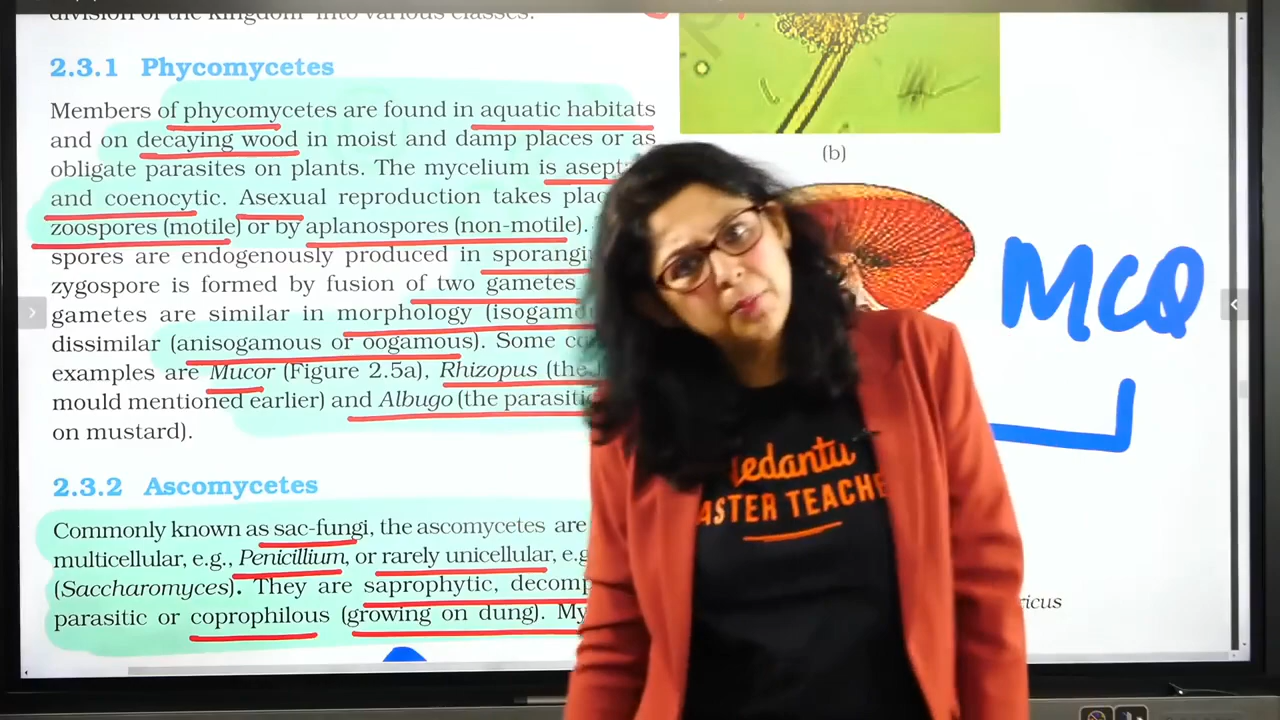 division of the kingdom into various classes.
2.3.1 Phycomycetes
Members of phycomycetes are found in aquatic habitats
and on decaying wood in moist and damp places or as
obligate parasites on plants. The mycelium is asept
and coenocytic. Asexual reproduction takes plac
zoospores (motile) or by aplanospores (non-motile).
spores are endogenously produced in sporangi
zygospore is formed by fusion of two gametes
gametes are similar in morphology (isogamo
dissimilar (anisogamous or oogamous). Some co
examples are Mucor (Figure 2.5a), Rhizopus (the
mould mentioned earlier) and Albugo (the parasitic
on mustard).
2.3.2 Ascomycetes
Commonly known as sac-fungi, the ascomycetes are
multicellular, e.g., Penicillium, or rarely unicellular, e.g
(Saccharomyces). They are saprophytic, decomp
parasitic or coprophilous (growing on dung). My
(b)
MCQ
ricus
Vedantu
MASTER TEACHE